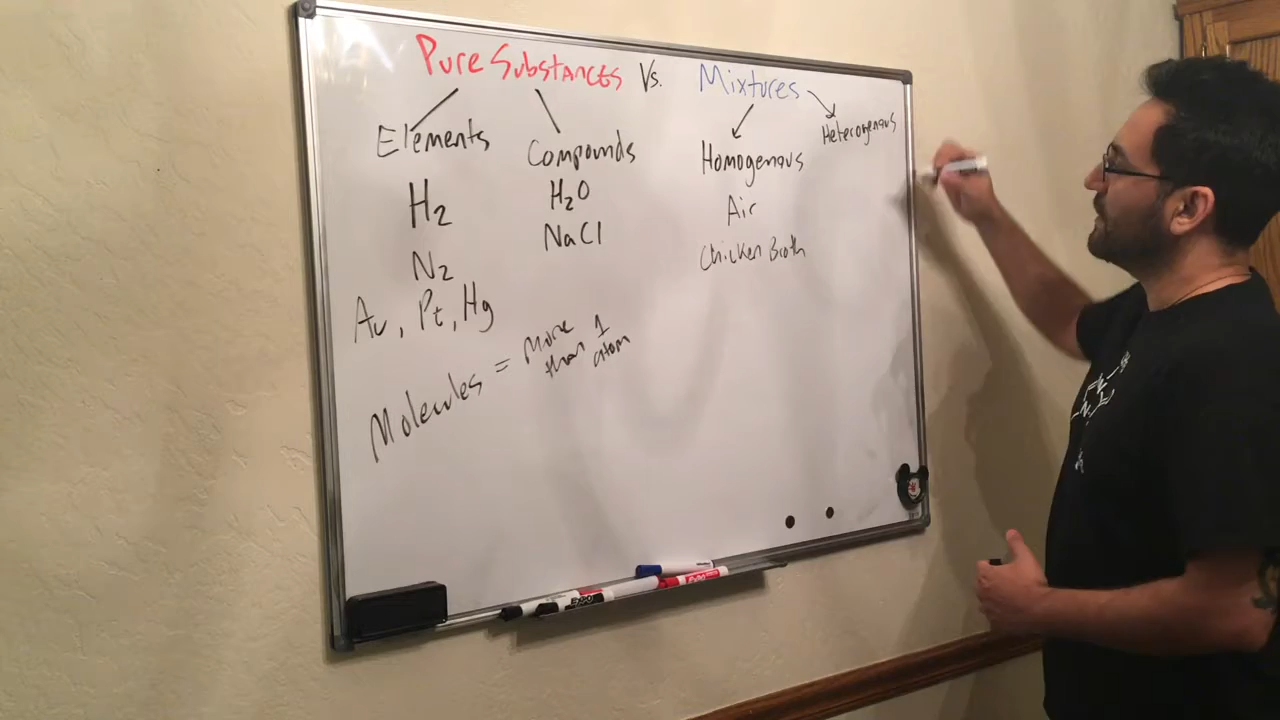 Pure Substances Vs. Mixtures
Elements
Compounds
Homogenous
Heterogenous
H2
N2
Au, Pt, Hg
H2O
NaCl
Air
Chicken Broth
Molecules = More than 1 atom
EXPO